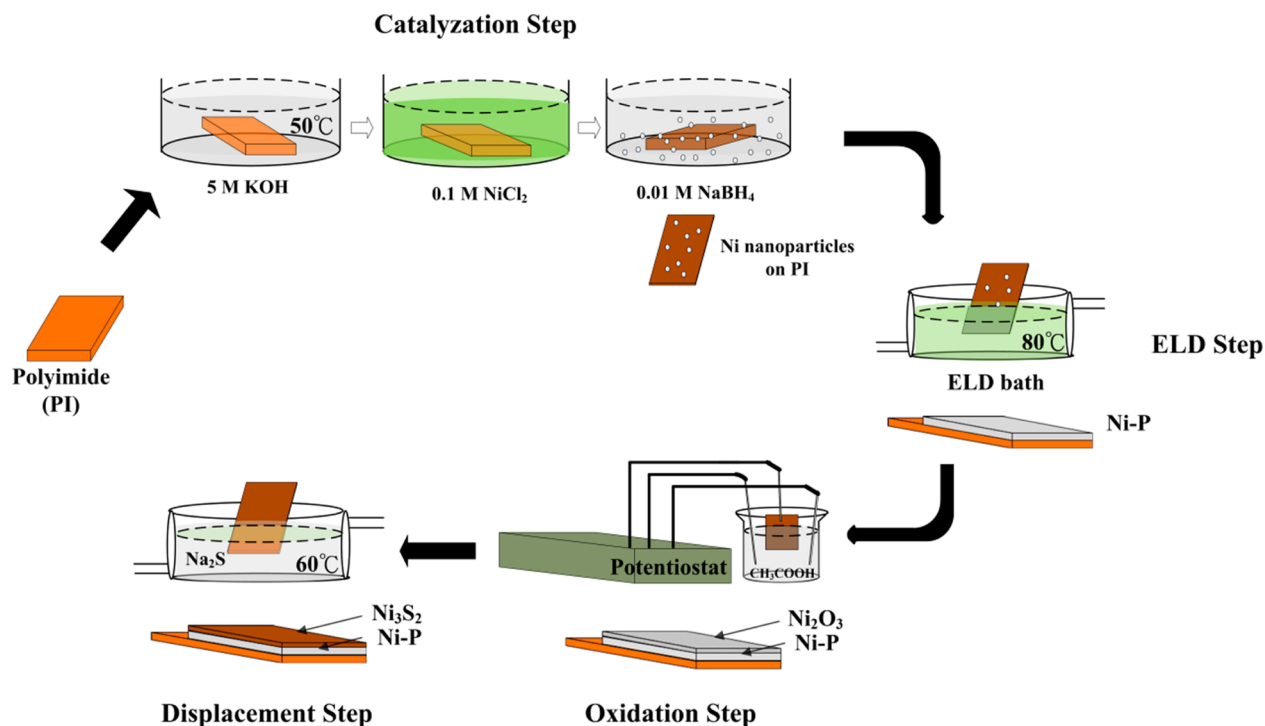 Catalyzation Step
50℃
5 M KOH
0.1 M NiCl₂
0.01 M NaBH₄
Ni nanoparticles
on PI
Polyimide
(PI)
80℃
ELD bath
ELD Step
Ni-P
Potentiostat
CH₃COOH
Ni₂O₃
Ni-P
Oxidation Step
Na₂S
60℃
Ni₃S₂
Ni-P
Displacement Step